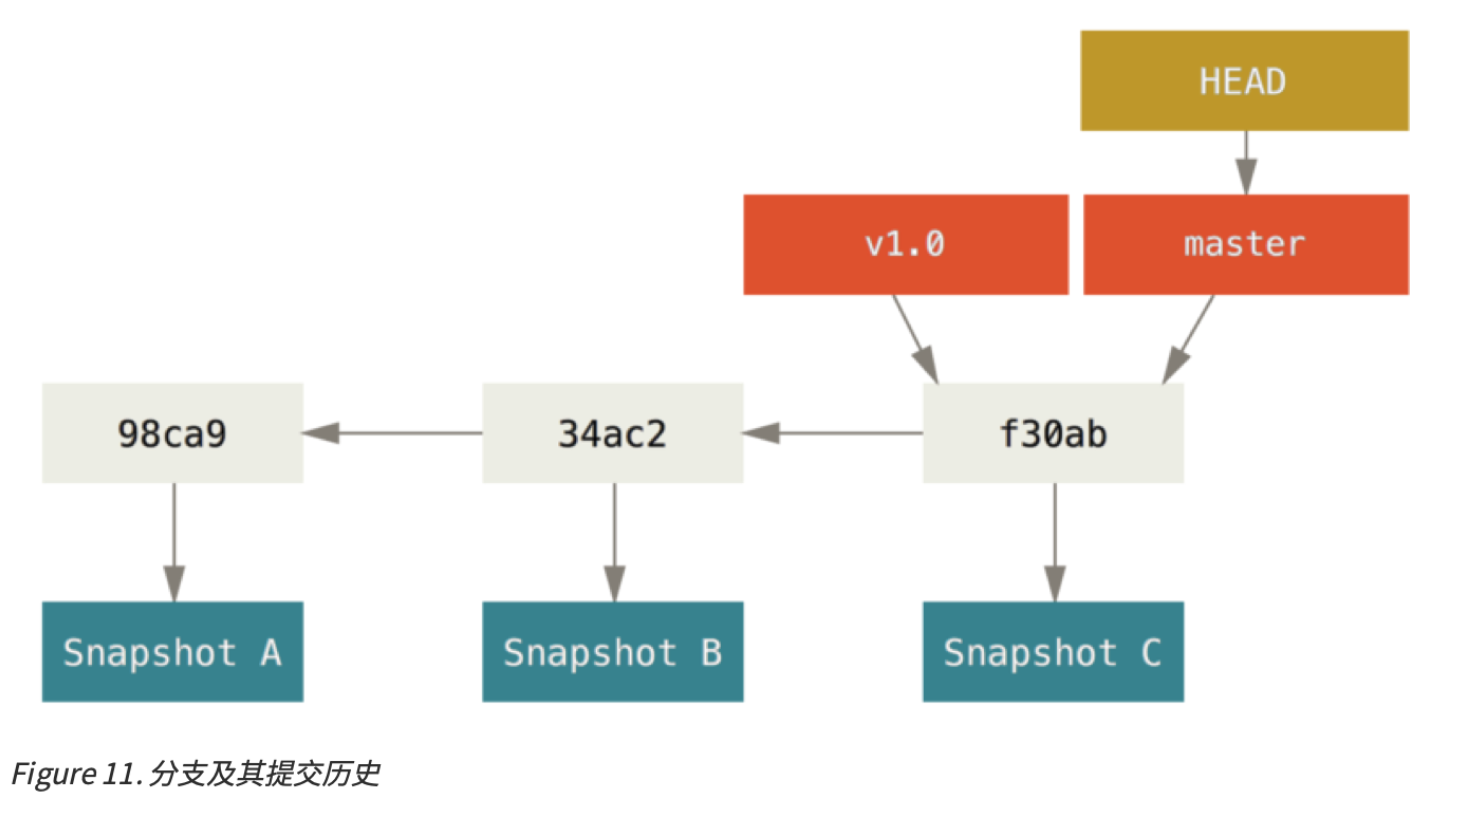 HEAD
v1.0 master
98ca9 34ac2 f30ab
Snapshot A Snapshot B Snapshot C
Figure 11. 分支及其提交历史